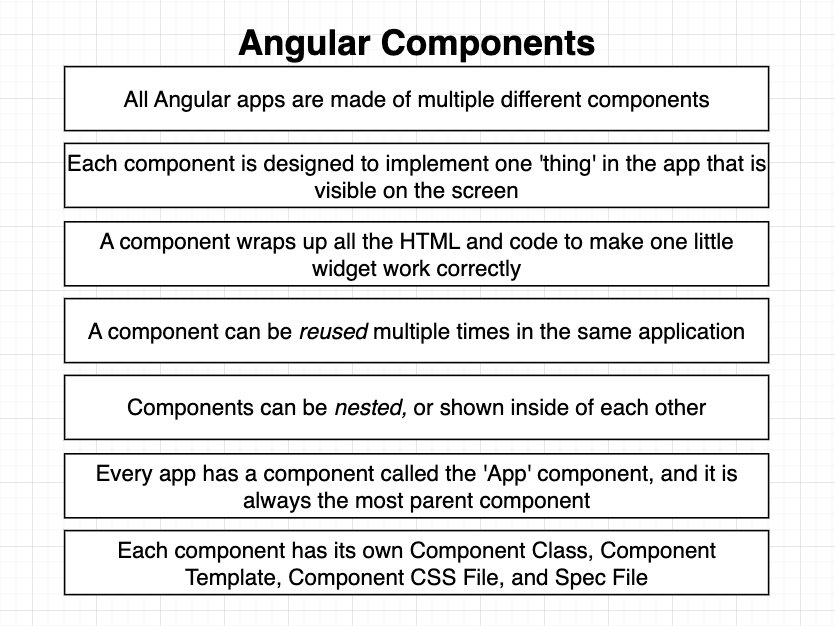 Angular Components
All Angular apps are made of multiple different components
Each component is designed to implement one 'thing' in the app that is
visible on the screen
A component wraps up all the HTML and code to make one little
widget work correctly
A component can be reused multiple times in the same application
Components can be nested, or shown inside of each other
Every app has a component called the 'App' component, and it is
always the most parent component
Each component has its own Component Class, Component
Template, Component CSS File, and Spec File